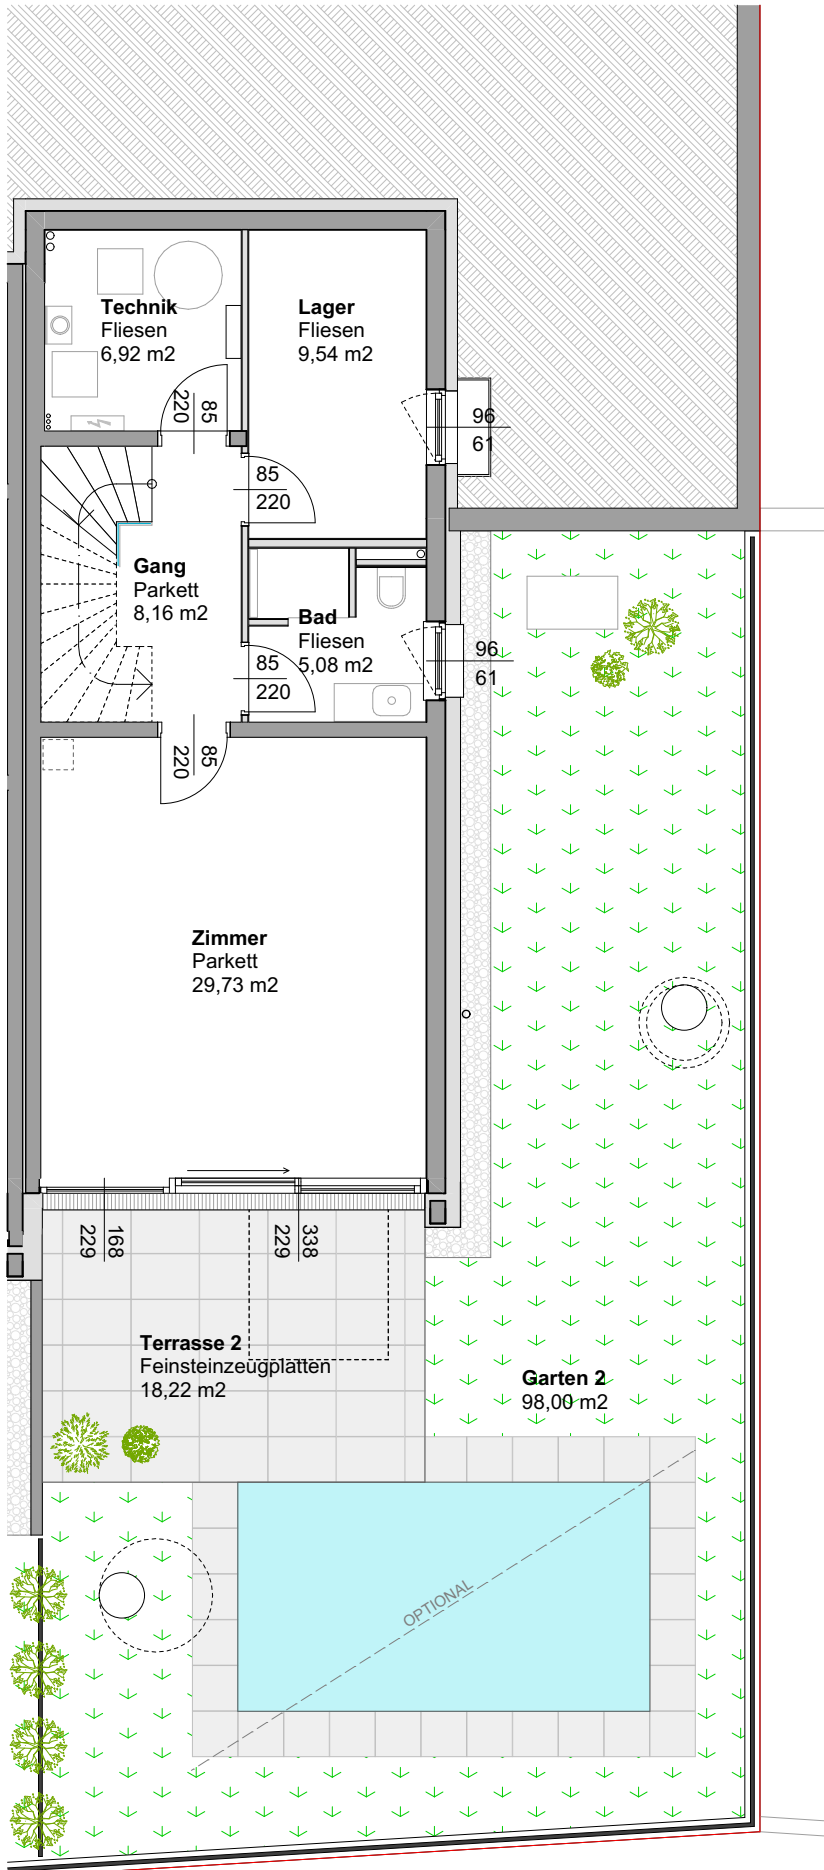 Technik
Fliesen
6,92 m2
Lager
Fliesen
9,54 m2
85
220
96
61
85
220
Gang
Parkett
8,16 m2
Bad
Fliesen
5,08 m2
96
61
85
220
85
220
Zimmer
Parkett
29,73 m2
168
229
338
229
Terrasse 2
Feinsteinzeugplatten
18,22 m2
Garten 2
98,00 m2
OPTIONAL